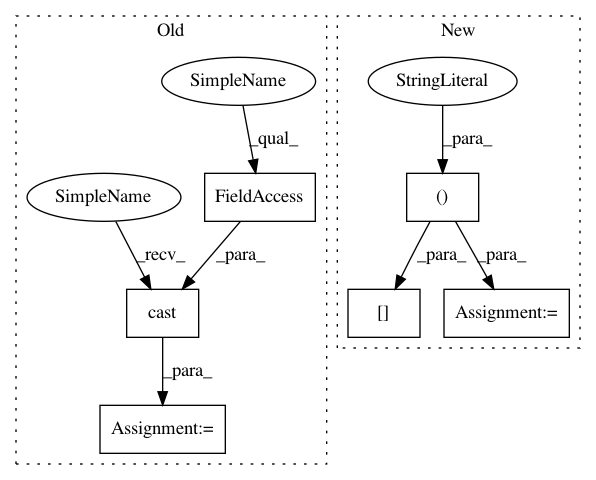 Old
SimpleName
_qual_
SimpleName
FieldAccess
_recv_
_para_
cast
_para_
Assignment:=
New
StringLiteral
_para_
()
_para_
_para_
[]
Assignment:=